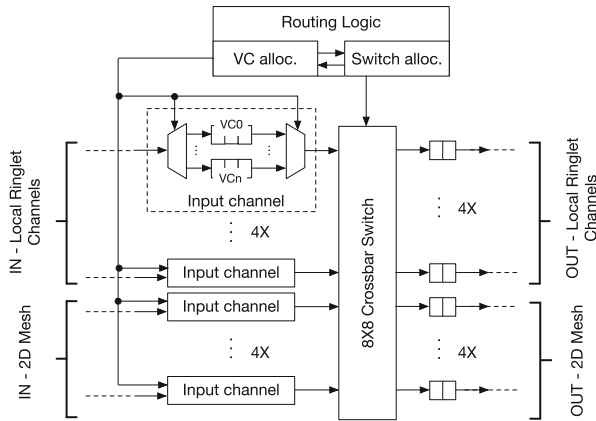 Routing Logic
VC alloc.
Switch alloc.
VC0
VCn
Input channel
4X
Input channel
Input channel
4X
Input channel
8X8 Crossbar Switch
4X
4X
IN - Local Ringlet
Channels
IN - 2D Mesh
OUT - Local Ringlet
Channels
OUT - 2D Mesh